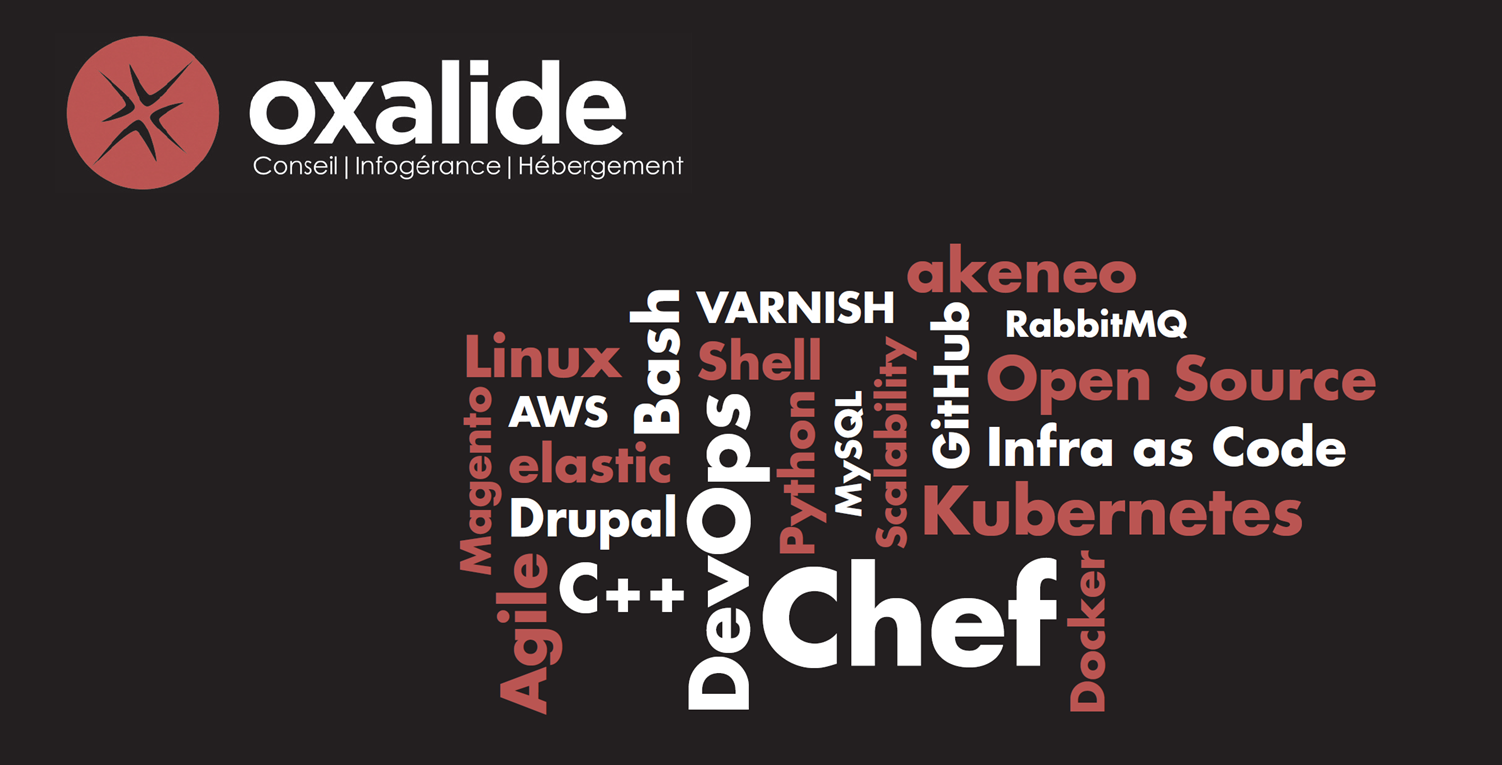 oxalide
Conseil|Infogérance|Hébergement
akeneo
VARNISH
RabbitMQ
Bash
GitHub
Linux
Shell
Scalability
Open Source
AWS
Magento
DevOps
Python
MySQL
Infra as Code
elastic
Kubernetes
Drupal
Agile
C++
Chef
Docker